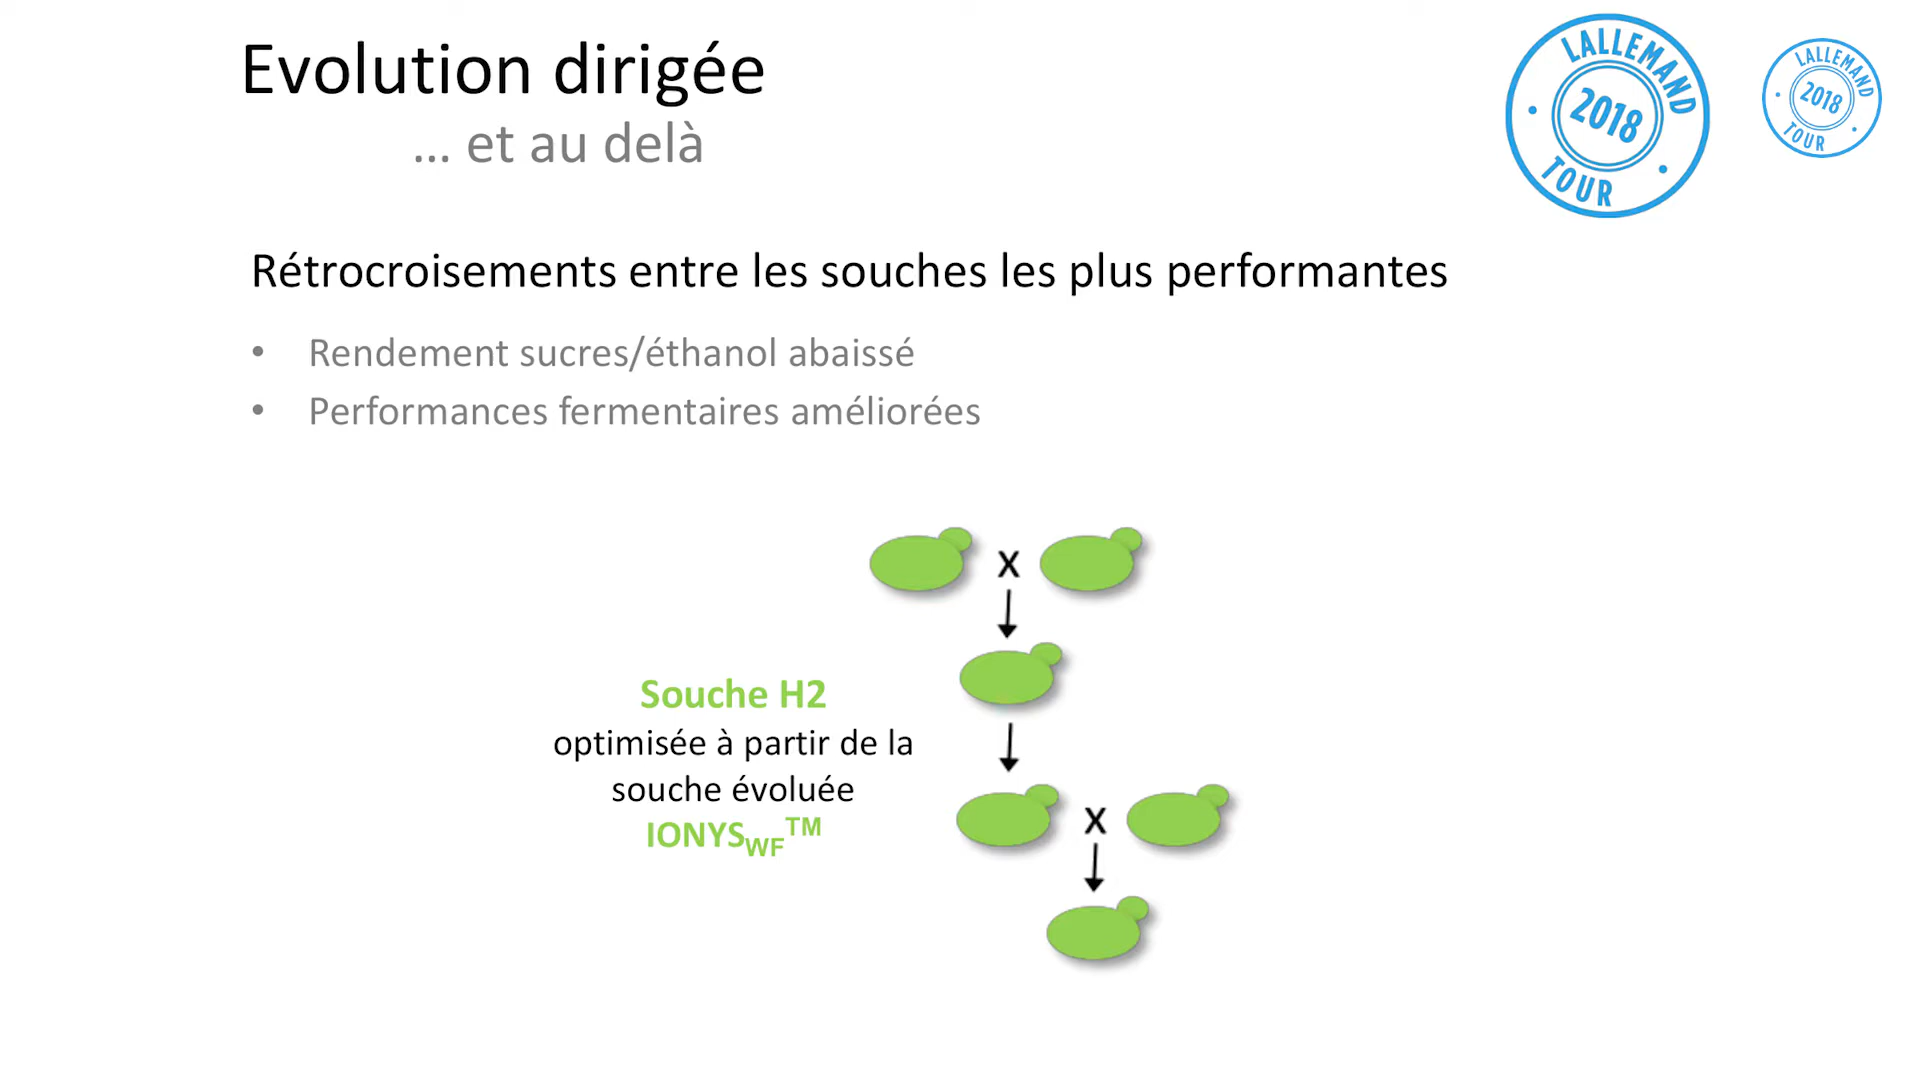 Evolution dirigée
... et au delà
LALLEMAND
2018
TOUR
LALLEMAND
2018
TOUR
Rétrocroisements entre les souches les plus performantes
• Rendement sucres/éthanol abaissé
• Performances fermentaires améliorées
X
Souche H2
optimisée à partir de la
souche évoluée
IONYSWF™
X